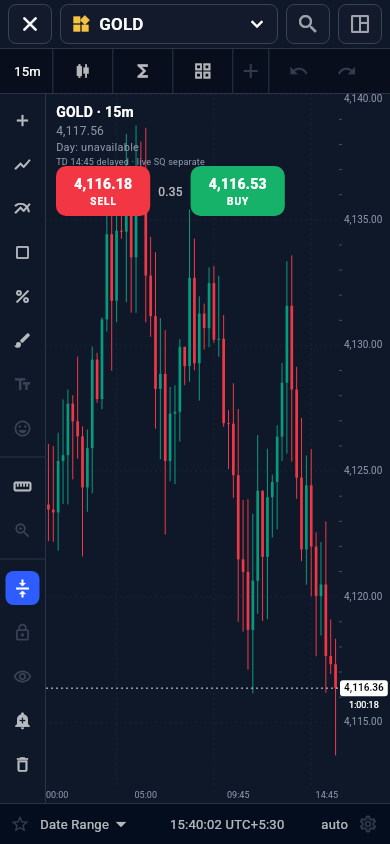 GOLD
15m
4,140.00
GOLD · 15m
4,117.56
Day: unavailable
TD 14:45 delayed · live SQ separate
4,116.18
SELL
0.35
4,116.53
BUY
4,135.00
4,130.00
4,125.00
4,120.00
4,116.36
1:00:18
4,115.00
00:00
05:00
09:45
14:45
Date Range
15:40:02 UTC+5:30
auto